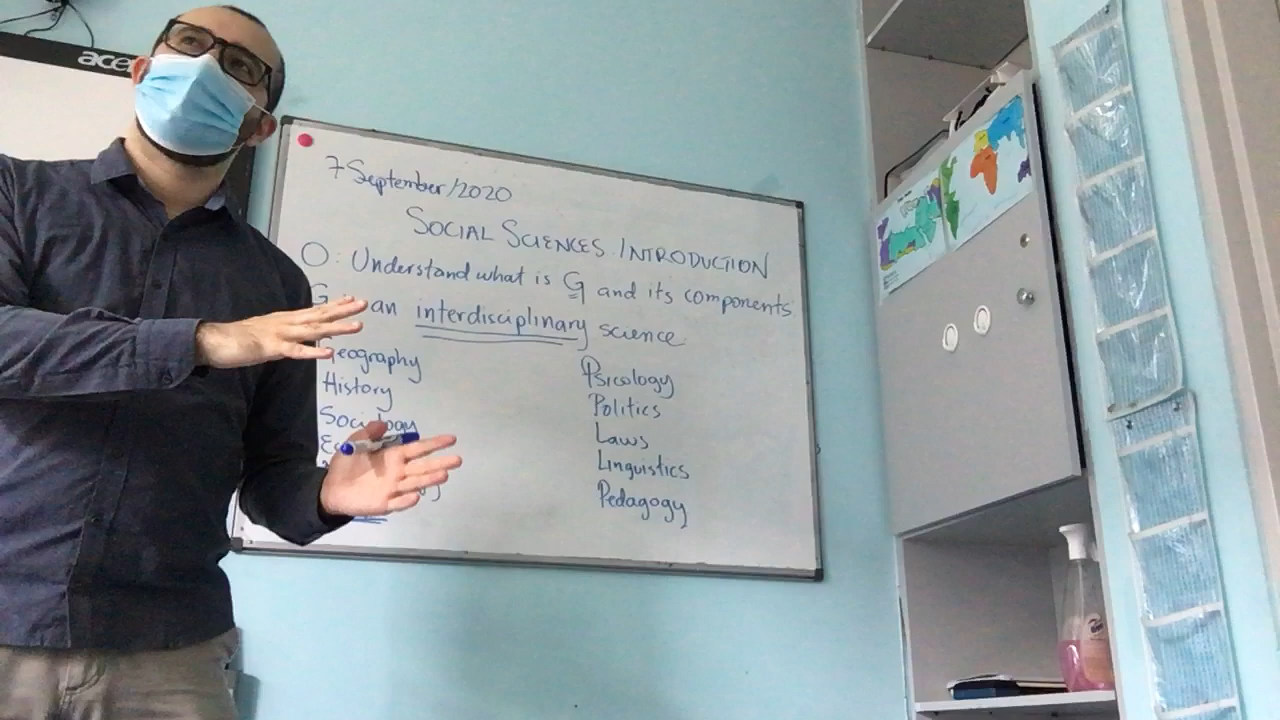 acer
7 September/2020
SOCIAL SCIENCES. INTRODUCTION
O: Understand what is G and its components
G an interdisciplinary science
Geography
History
Sociology
Psicology
Politics
Laws
Linguistics
Pedagogy